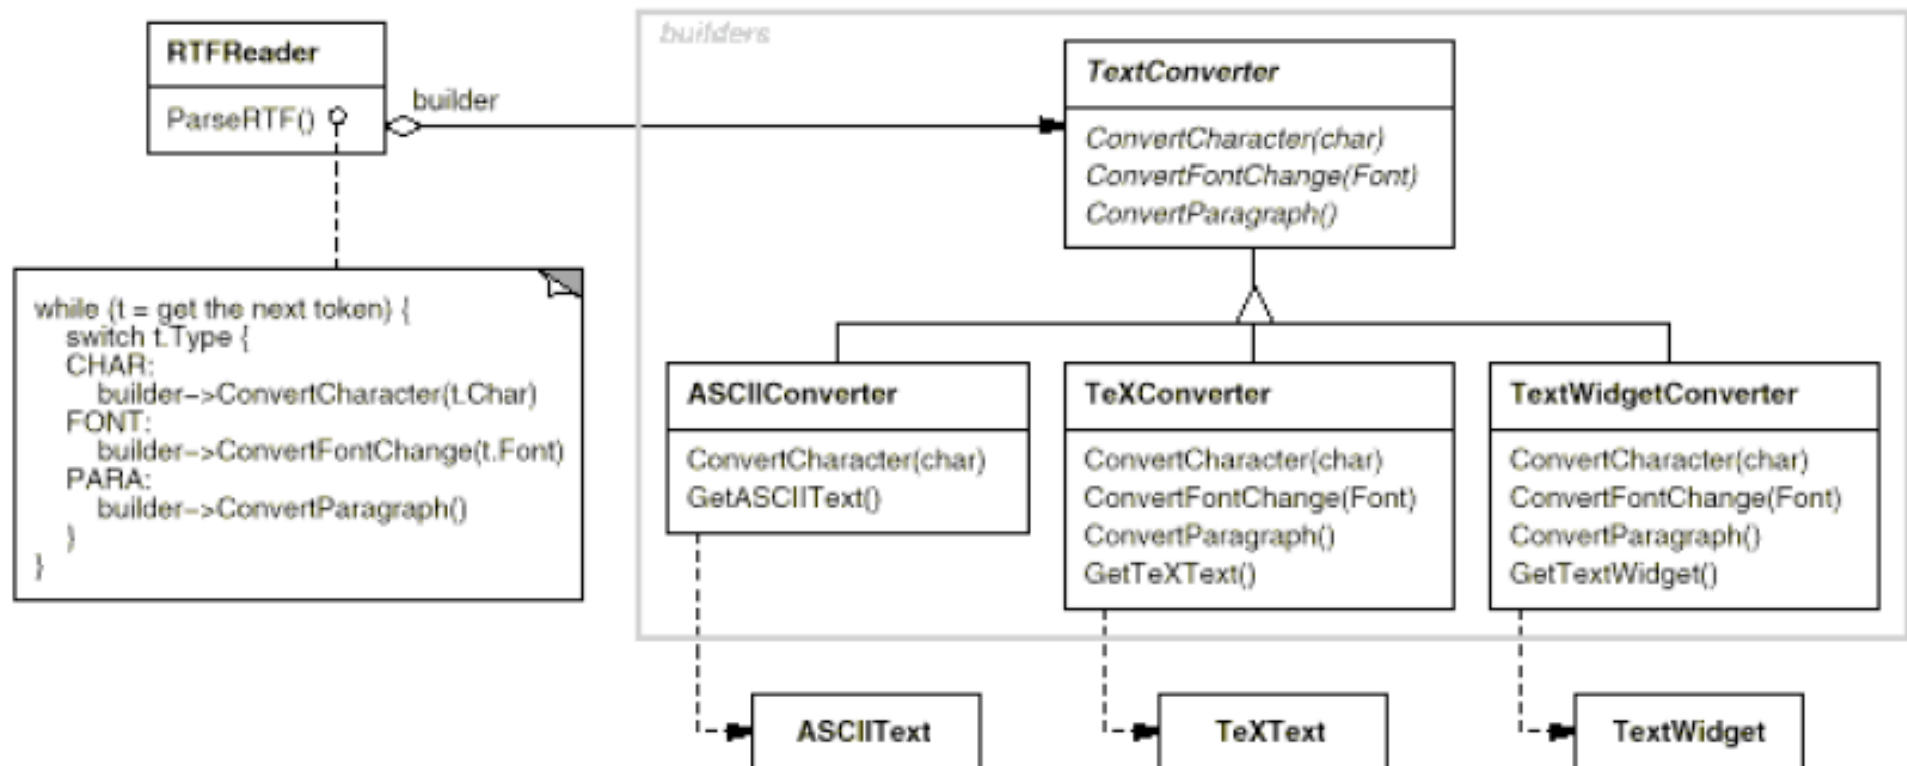 RTFReader
ParseRTF()
builder
while (t = get the next token) {
switch t.Type {
CHAR:
builder->ConvertCharacter(t.Char)
FONT:
builder->ConvertFontChange(t.Font)
PARA:
builder->ConvertParagraph()
}
}
builders
TextConverter
ConvertCharacter(char)
ConvertFontChange(Font)
ConvertParagraph()
ASCIIConverter
ConvertCharacter(char)
GetASCIIText()
TeXConverter
ConvertCharacter(char)
ConvertFontChange(Font)
ConvertParagraph()
GetTeXText()
TextWidgetConverter
ConvertCharacter(char)
ConvertFontChange(Font)
ConvertParagraph()
GetTextWidget()
ASCIIText
TeXText
TextWidget